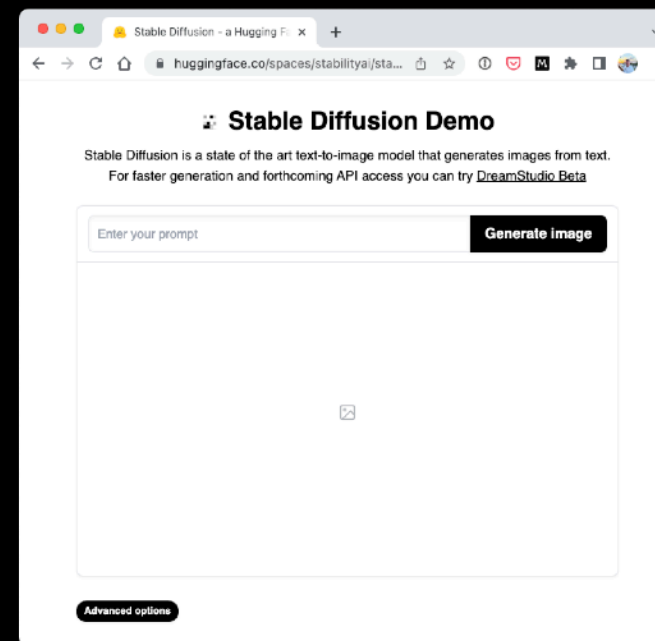 Stable Diffusion - a Hugging Fa
huggingface.co/spaces/stabilityai/sta...
Stable Diffusion Demo
Stable Diffusion is a state of the art text-to-image model that generates images from text.
For faster generation and forthcoming API access you can try DreamStudio Beta
Enter your prompt
Generate image
Advanced options